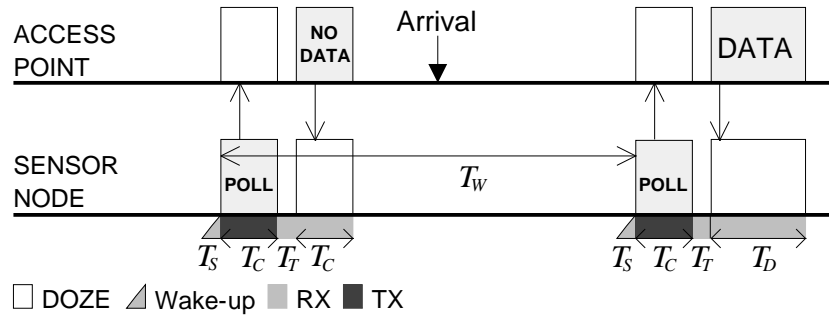 ACCESS POINT
NO DATA
Arrival
DATA
SENSOR NODE
POLL
T_W
POLL
T_S T_C T_T T_C
T_S T_C T_T T_D
DOZE Wake-up RX TX